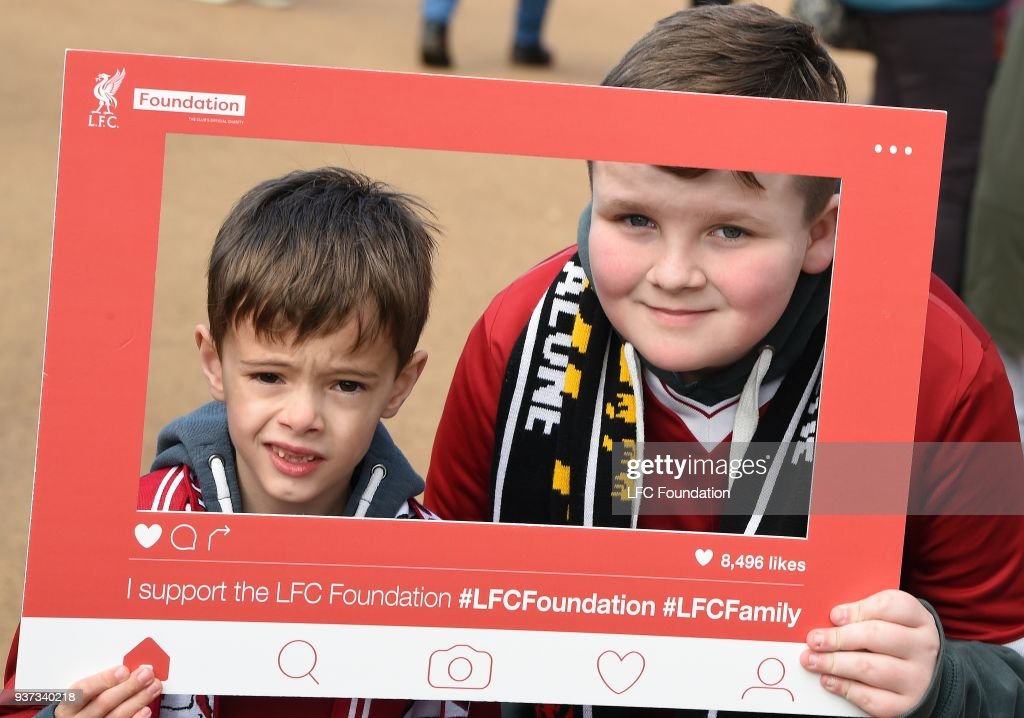 L.F.C.
Foundation
THE CLUB'S OFFICIAL CHARITY
ALONE
gettyimages®
LFC Foundation
8,496 likes
I support the LFC Foundation #LFCFoundation #LFCFamily
937340218